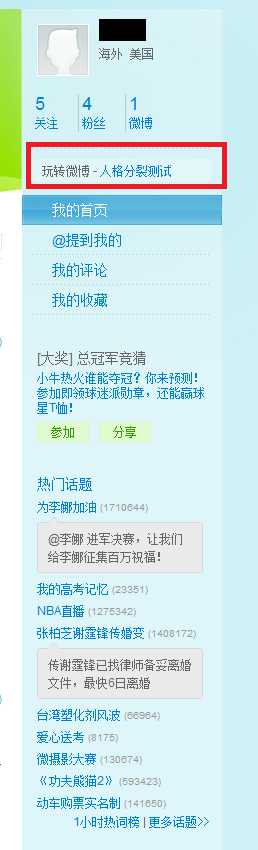 海外 美国
5 4 1
关注 粉丝 微博
玩转微博 - 人格分裂测试
我的首页
@提到我的
我的评论
我的收藏
[大奖] 总冠军竞猜
小牛热火谁能夺冠？你来预测！
参加即领球迷派勋章，还能赢球
星T恤！
参加 分享
热门话题
为李娜加油 (1710644)
@李娜 进军决赛，让我们
给李娜征集百万祝福！
我的高考记忆 (23351)
NBA直播 (1275342)
张柏芝谢霆锋传婚变 (1408172)
传谢霆锋已找律师备妥离婚
文件，最快6日离婚
台湾塑化剂风波 (66964)
爱心送考 (8175)
微摄影大赛 (130674)
《功夫熊猫2》 (593423)
动车购票实名制 (141650)
1小时热词榜 | 更多话题>>